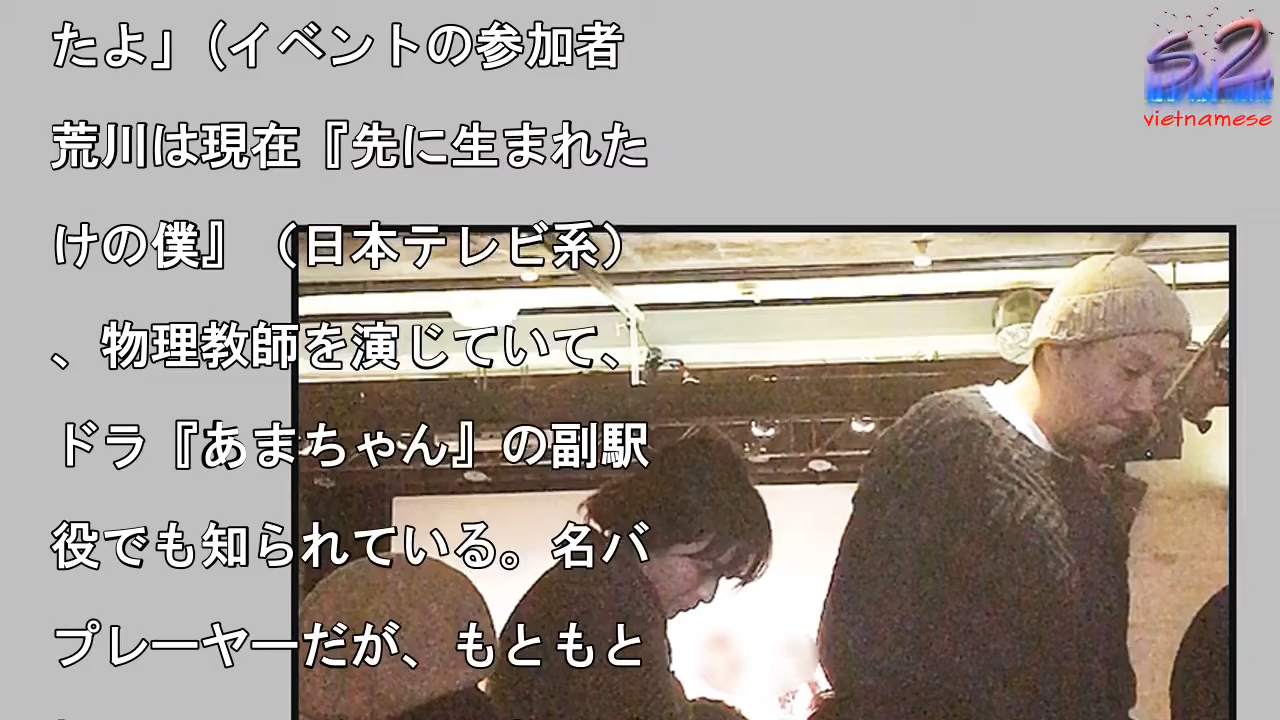 たよ」（イベントの参加者
荒川は現在『先に生まれた
けの僕』（日本テレビ系）
、物理教師を演じていて、
ドラ『あまちゃん』の副駅
役でも知られている。名バ
プレーヤーだが、もともと
S2
vietnamese